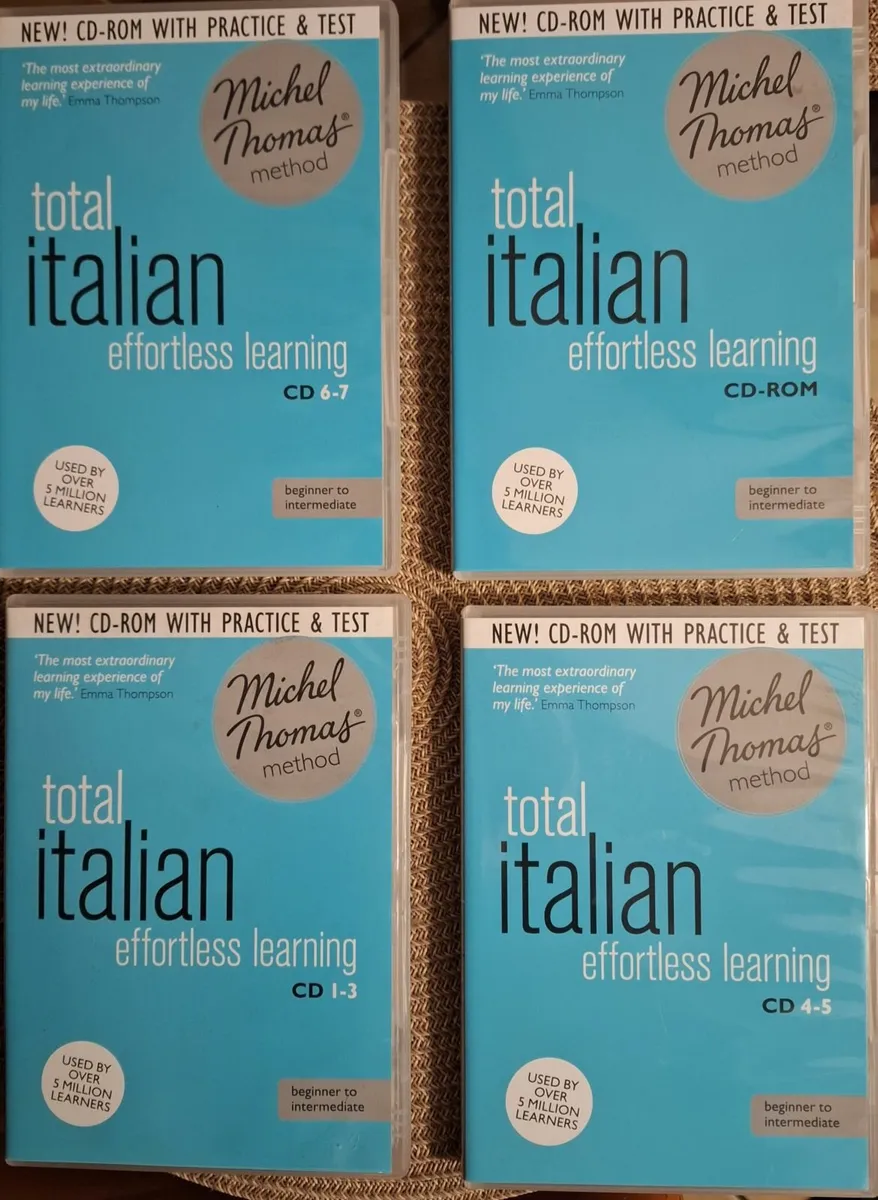 NEW! CD-ROM WITH PRACTICE & TEST
'The most extraordinary
learning experience of
my life.' Emma Thompson
Michel
Thomas®
method
total
italian
effortless learning
CD 6-7
USED BY
OVER
5 MILLION
LEARNERS
beginner to
intermediate
NEW! CD-ROM WITH PRACTICE & TEST
'The most extraordinary
learning experience of
my life.' Emma Thompson
Michel
Thomas®
method
total
italian
effortless learning
CD-ROM
USED BY
OVER
5 MILLION
LEARNERS
beginner to
intermediate
NEW! CD-ROM WITH PRACTICE & TEST
'The most extraordinary
learning experience of
my life.' Emma Thompson
Michel
Thomas®
method
total
italian
effortless learning
CD 1-3
USED BY
OVER
5 MILLION
LEARNERS
beginner to
intermediate
NEW! CD-ROM WITH PRACTICE & TEST
'The most extraordinary
learning experience of
my life.' Emma Thompson
Michel
Thomas®
method
total
italian
effortless learning
CD 4-5
USED BY
OVER
5 MILLION
LEARNERS
beginner to
intermediate